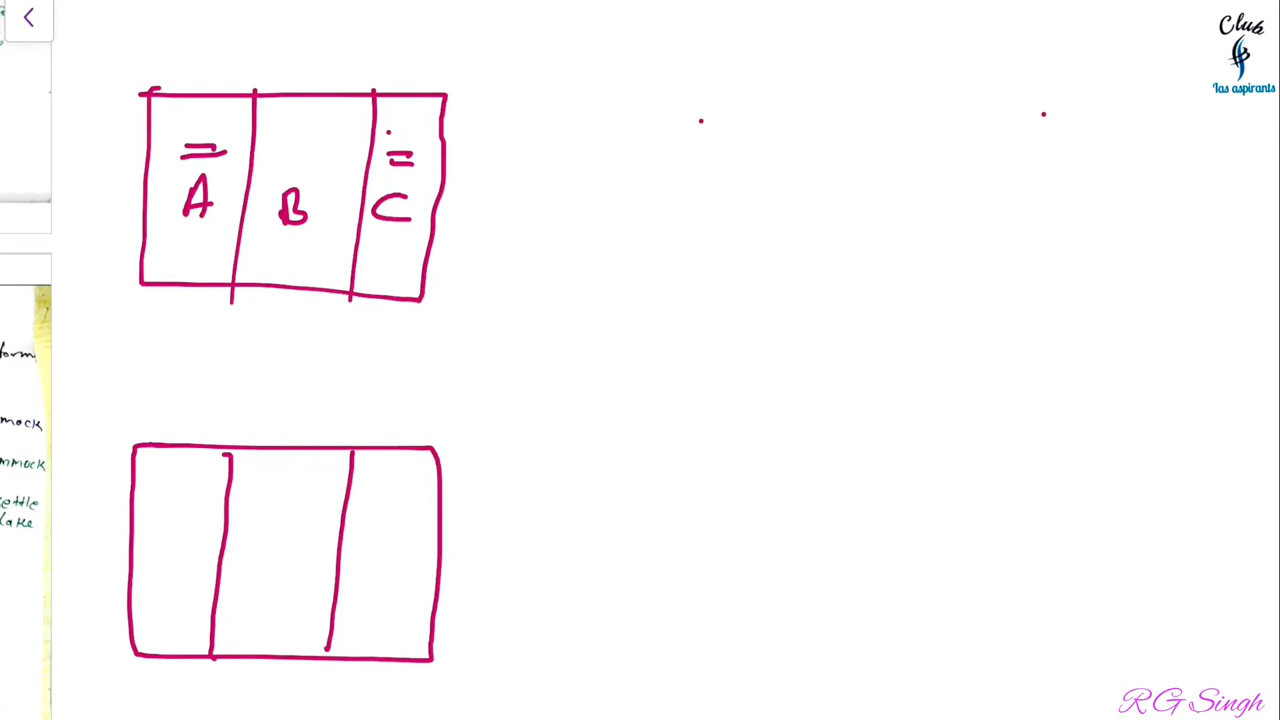 Club
Ias aspirants
A B C
form
mock
mmock
ettle
lake
RG Singh